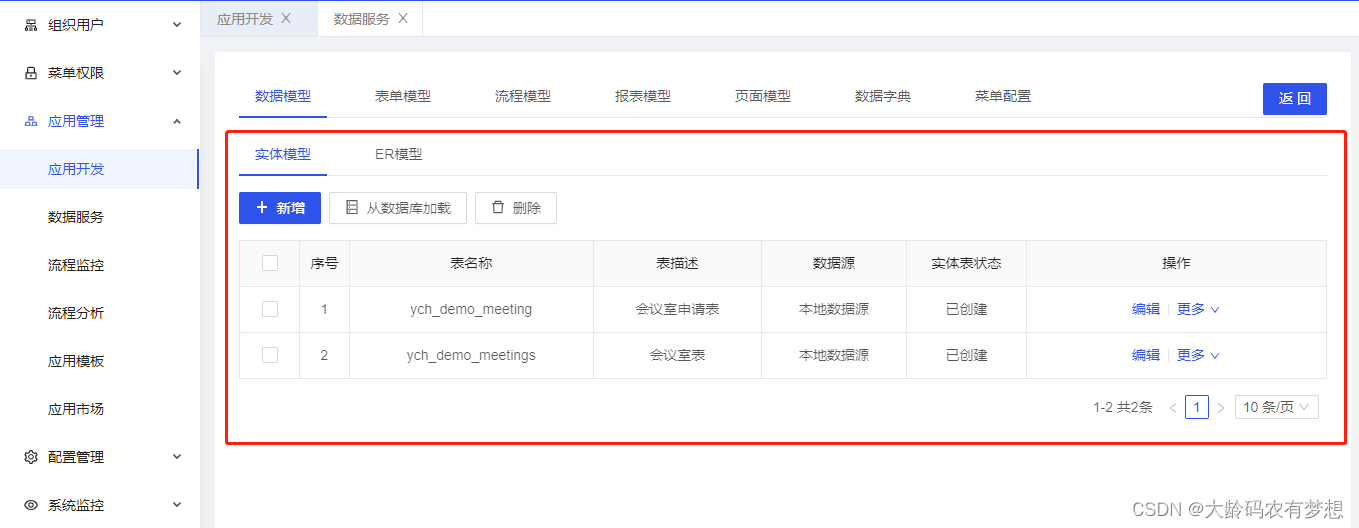 组织用户
菜单权限
应用管理
应用开发
数据服务
流程监控
流程分析
应用模板
应用市场
配置管理
系统监控
应用开发 X 数据服务 X
数据模型 表单模型 流程模型 报表模型 页面模型 数据字典 菜单配置 返 回
实体模型 ER模型
+ 新增 从数据库加载 删除
序号 表名称 表描述 数据源 实体表状态 操作
1 ych_demo_meeting 会议室申请表 本地数据源 已创建 编辑 更多
2 ych_demo_meetings 会议室表 本地数据源 已创建 编辑 更多
1-2 共2条 < 1 > 10 条/页
CSDN @大龄码农有梦想